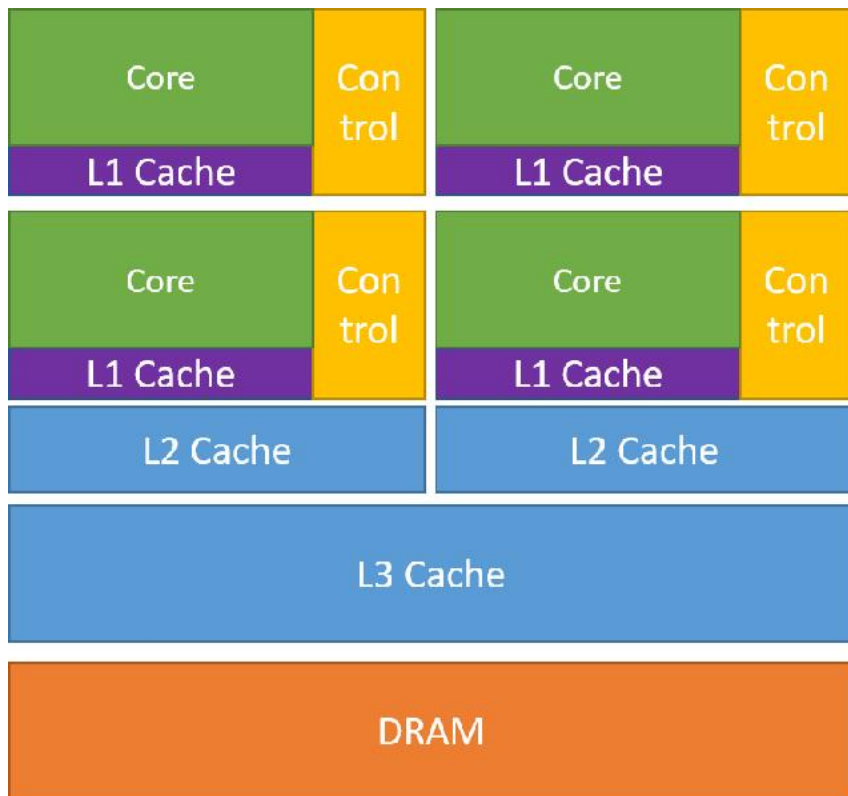 Core
Con
trol
L1 Cache
Core
Con
trol
L1 Cache
Core
Con
trol
L1 Cache
Core
Con
trol
L1 Cache
L2 Cache
L2 Cache
L3 Cache
DRAM